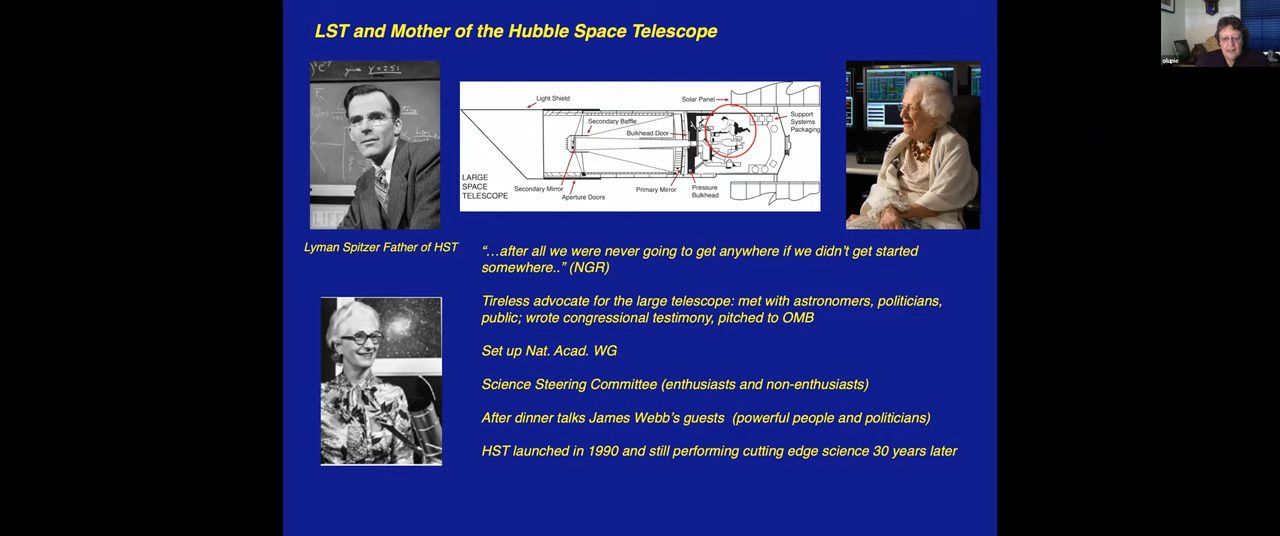 LST and Mother of the Hubble Space Telescope
olupie
γ = 2.51
LIFE
Light Shield
Solar Panel
Secondary Baffle
Bulkhead Door
Support
Systems
Packaging
LARGE
SPACE
TELESCOPE
Secondary Mirror
Aperture Doors
Primary Mirror
Pressure
Bulkhead
Lyman Spitzer Father of HST
“…after all we were never going to get anywhere if we didn’t get started
somewhere..” (NGR)
Tireless advocate for the large telescope: met with astronomers, politicians,
public; wrote congressional testimony, pitched to OMB
Set up Nat. Acad. WG
Science Steering Committee (enthusiasts and non-enthusiasts)
After dinner talks James Webb’s guests (powerful people and politicians)
HST launched in 1990 and still performing cutting edge science 30 years later